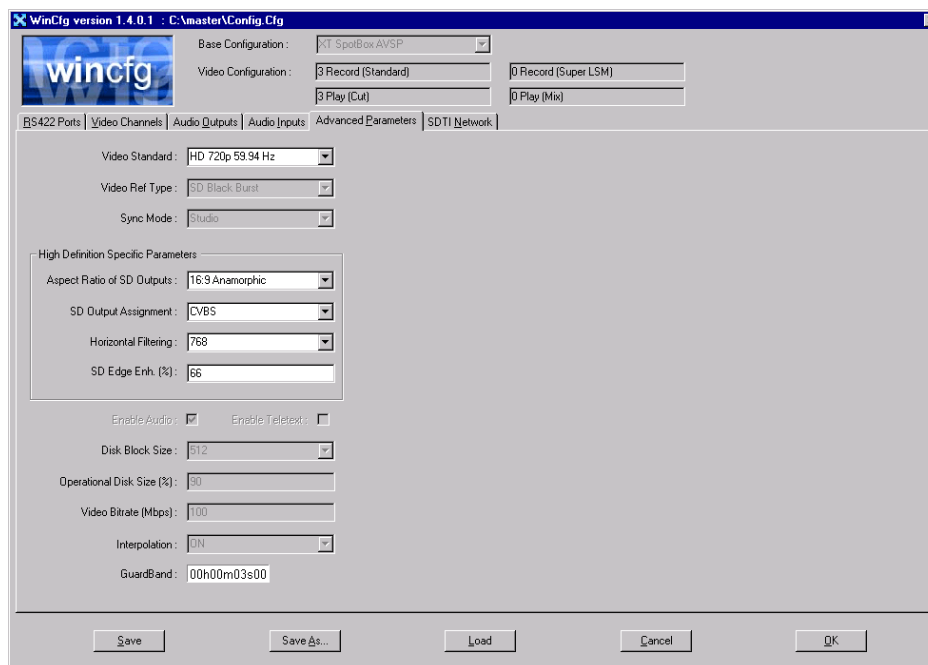 WinCfg version 1.4.0.1 : C:\master\Config.Cfg
wincfg
Base Configuration : XT SpotBox AVSP
Video Configuration : 3 Record (Standard) 0 Record (Super LSM)
3 Play (Cut) 0 Play (Mix)
RS422 Ports Video Channels Audio Outputs Audio Inputs Advanced Parameters SDTI Network
Video Standard : HD 720p 59.94 Hz
Video Ref Type : SD Black Burst
Sync Mode : Studio
High Definition Specific Parameters
Aspect Ratio of SD Outputs : 16:9 Anamorphic
SD Output Assignment : CVBS
Horizontal Filtering : 768
SD Edge Enh. (%) : 66
Enable Audio : Enable Teletext :
Disk Block Size : 512
Operational Disk Size (%) : 90
Video Bitrate (Mbps) : 100
Interpolation : ON
GuardBand : 00h00m03s00
Save Save As... Load Cancel OK